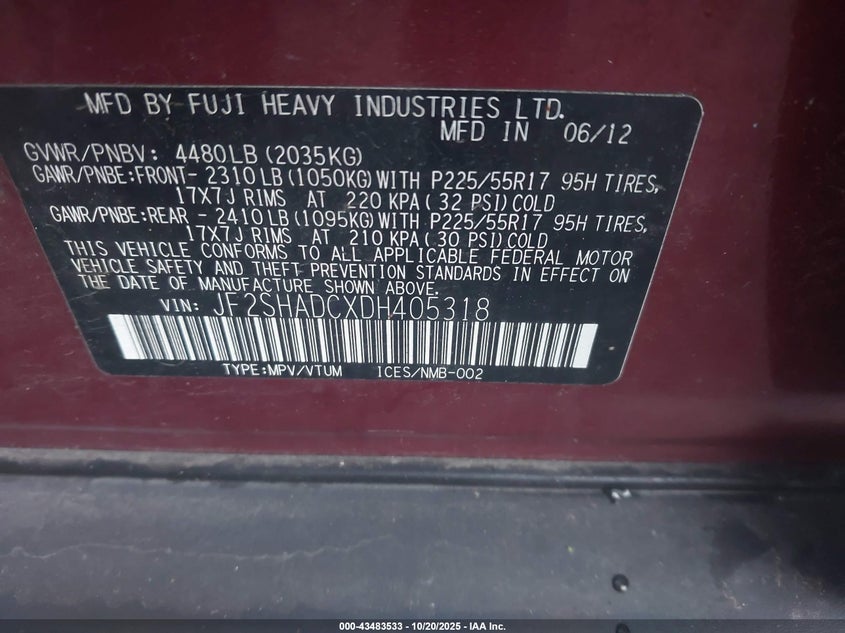 MFD BY FUJI HEAVY INDUSTRIES LTD.
MFD IN 06/12
GVWR/PNBV: 4480LB(2035KG)
GAWR/PNBE:FRONT- 2310LB(1050KG)WITH P225/55R17 95H TIRES,
17X7J RIMS AT 220 KPA(32 PSI)COLD
GAWR/PNBE:REAR - 2410LB(1095KG)WITH P225/55R17 95H TIRES,
17X7J RIMS AT 210 KPA(30 PSI)COLD
THIS VEHICLE CONFORMS TO ALL APPLICABLE FEDERAL MOTOR
VEHICLE SAFETY AND THEFT PREVENTION STANDARDS IN EFFECT ON
THE DATE OF MANUFACTURE SHOWN ABOVE.
VIN: JF2SHADCXDH405318
TYPE:MPV/VTUM ICES/NMB-002
000-43483533 - 10/20/2025 - IAA Inc.